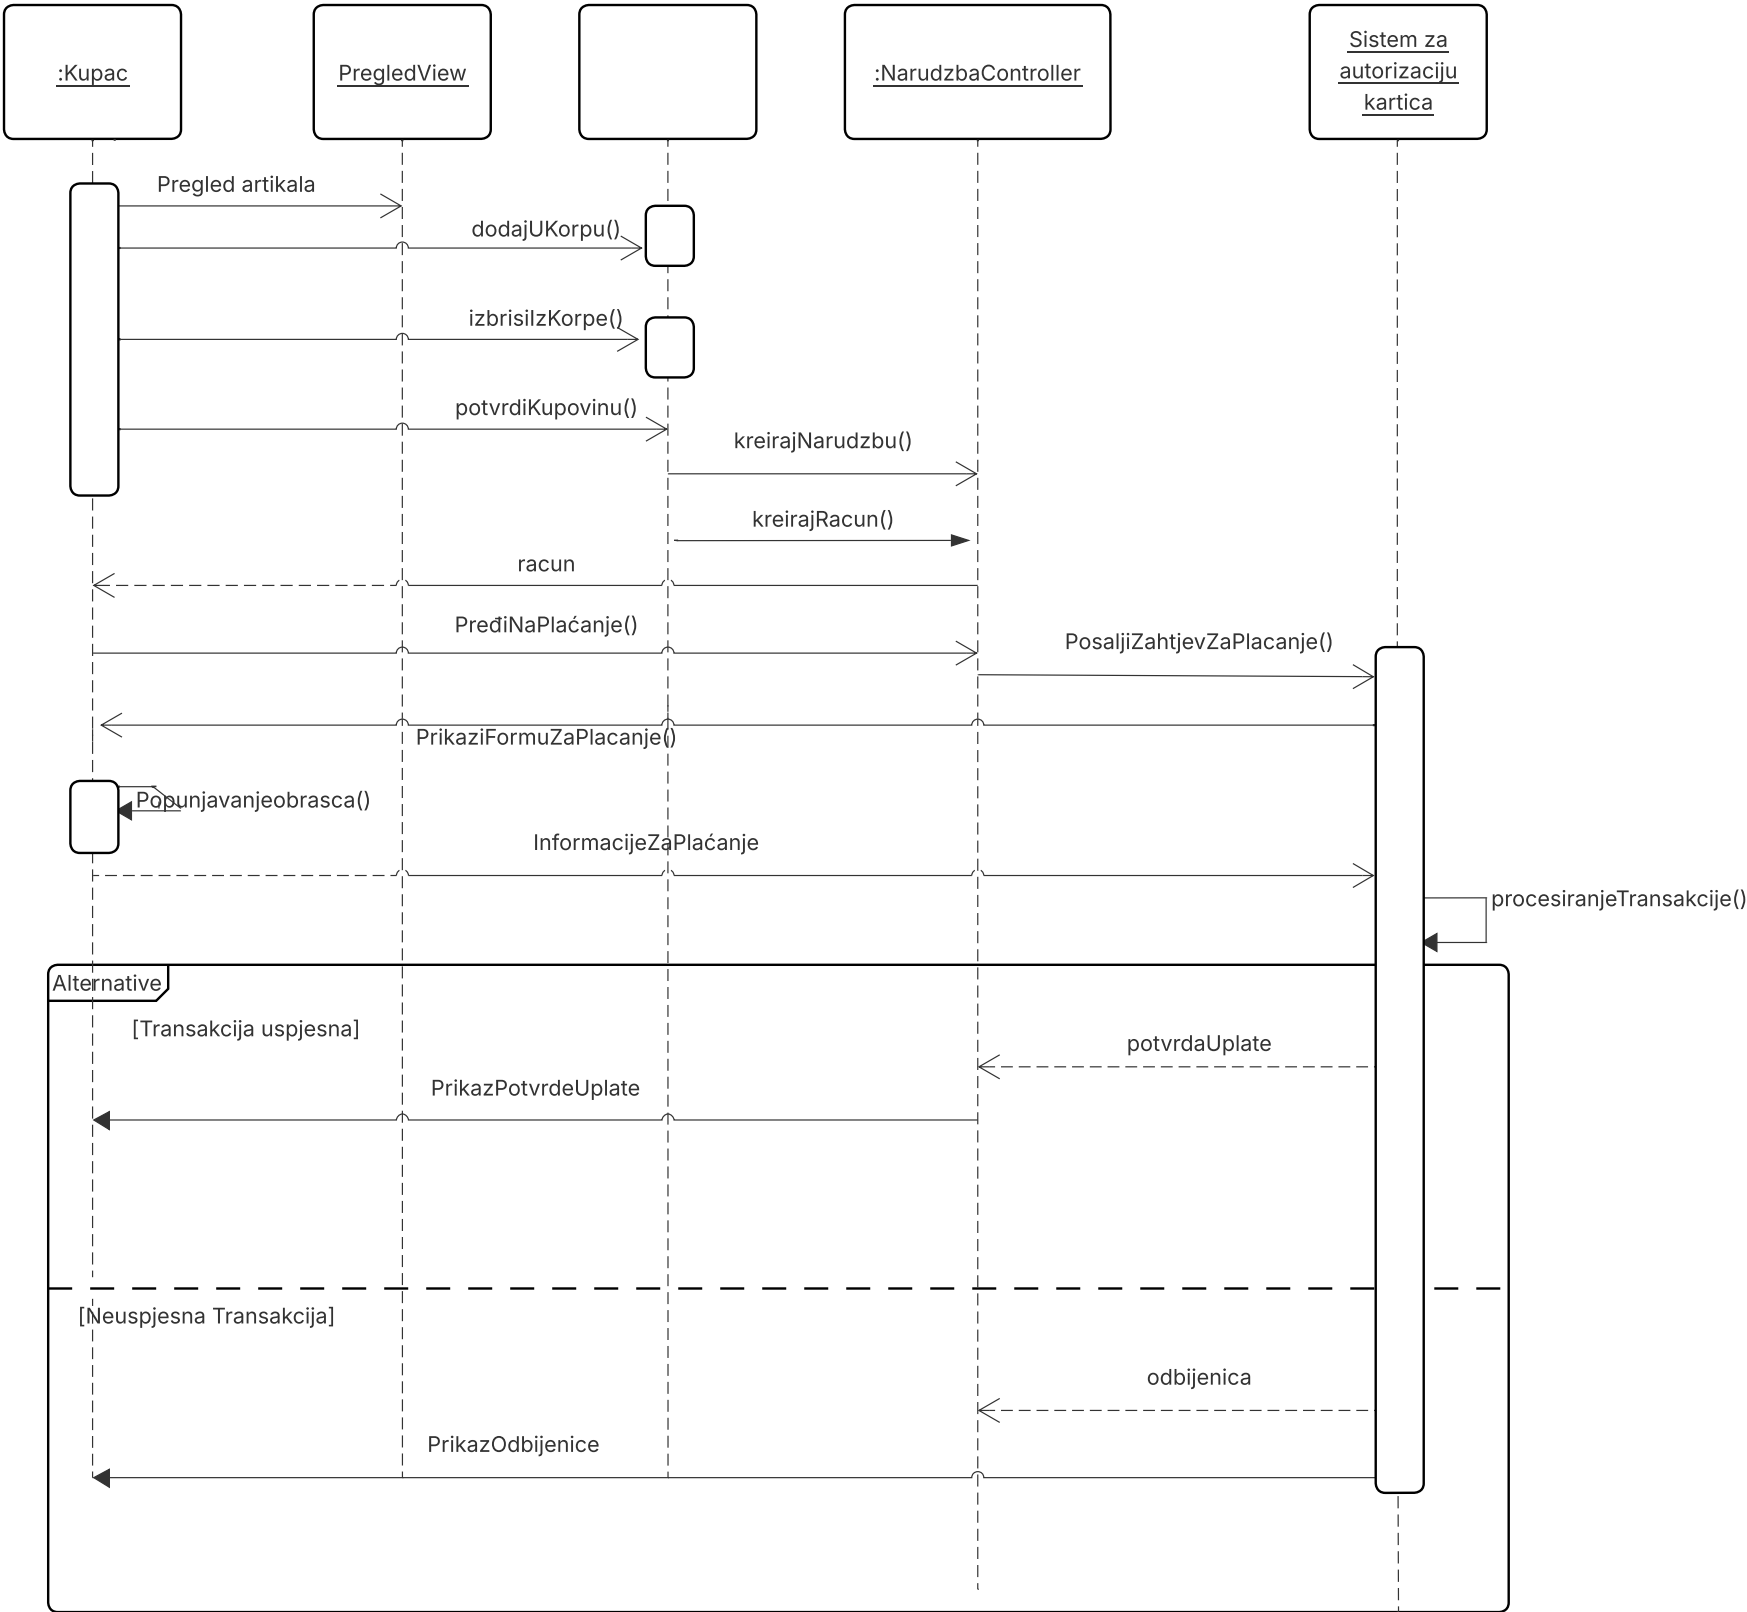 :Kupac
PregledView
:NarudzbaController
Sistem za
autorizaciju
kartica
Pregled artikala
dodajUKorpu()
izbrisiIzKorpe()
potvrdiKupovinu()
kreirajNarudzbu()
kreirajRacun()
racun
PređiNaPlaćanje()
PosaljiZahtjevZaPlacanje()
PrikaziFormuZaPlacanje()
Popunjavanjeobrasca()
InformacijeZaPlaćanje
procesiranjeTransakcije()
Alternative
[Transakcija uspjesna]
potvrdaUplate
PrikazPotvrdeUplate
[Neuspjesna Transakcija]
odbijenica
PrikazOdbijenice